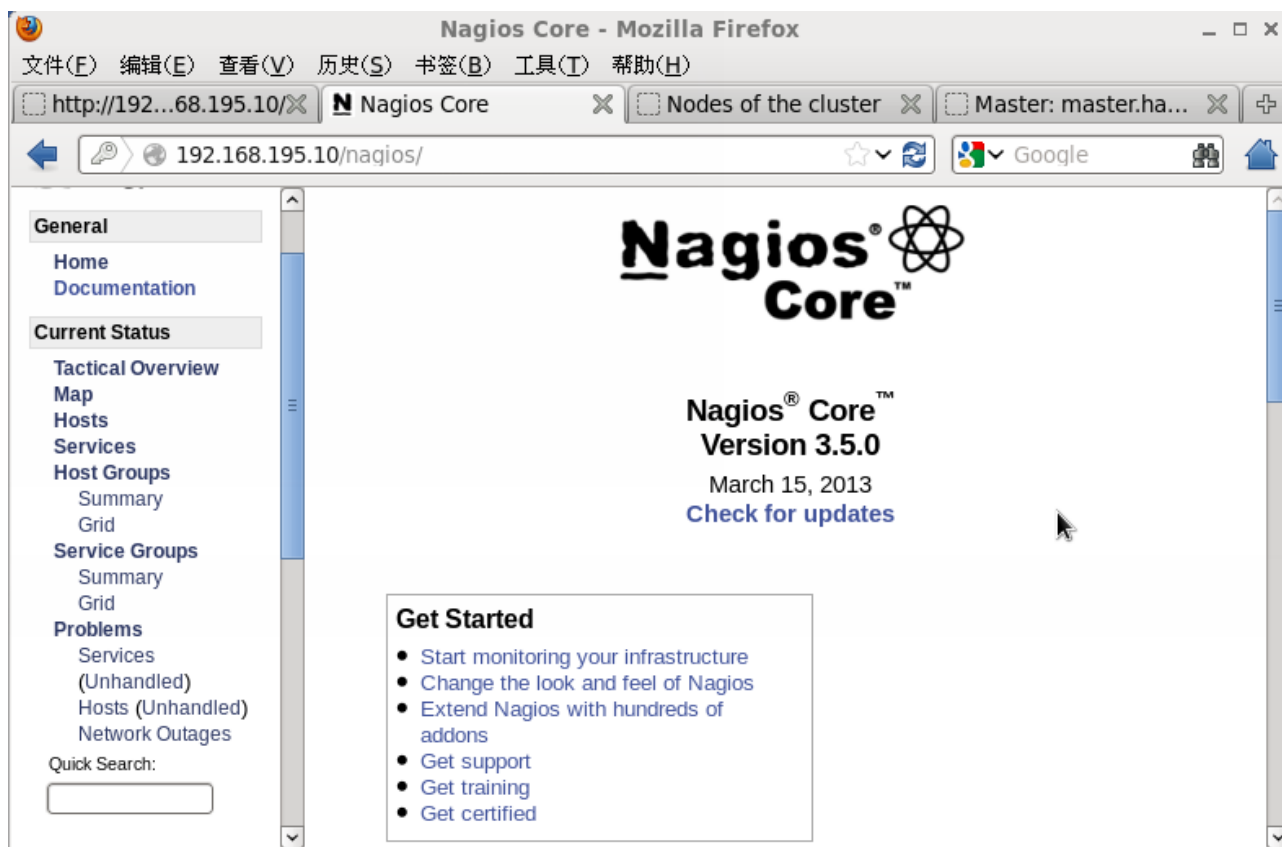 Nagios Core - Mozilla Firefox
文件(F) 编辑(E) 查看(V) 历史(S) 书签(B) 工具(T) 帮助(H)
http://192...68.195.10/ N Nagios Core Nodes of the cluster Master: master.ha...
192.168.195.10/nagios/ Google
General
Home
Documentation
Current Status
Tactical Overview
Map
Hosts
Services
Host Groups
Summary
Grid
Service Groups
Summary
Grid
Problems
Services
(Unhandled)
Hosts (Unhandled)
Network Outages
Quick Search:
Nagios®
Core™
Nagios® Core™
Version 3.5.0
March 15, 2013
Check for updates
Get Started
• Start monitoring your infrastructure
• Change the look and feel of Nagios
• Extend Nagios with hundreds of
addons
• Get support
• Get training
• Get certified